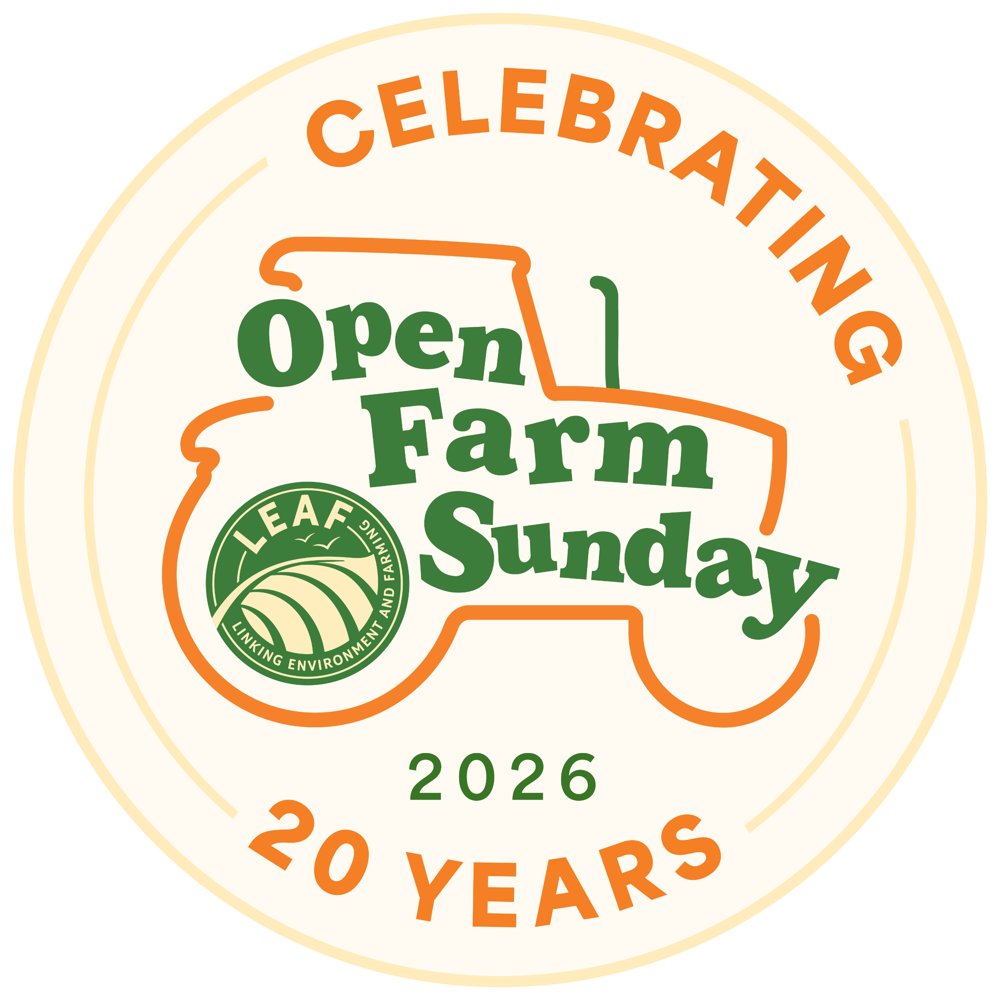 CELEBRATING
Open
Farm
Sunday
LEAF
LINKING ENVIRONMENT AND FARMING
2026
20 YEARS